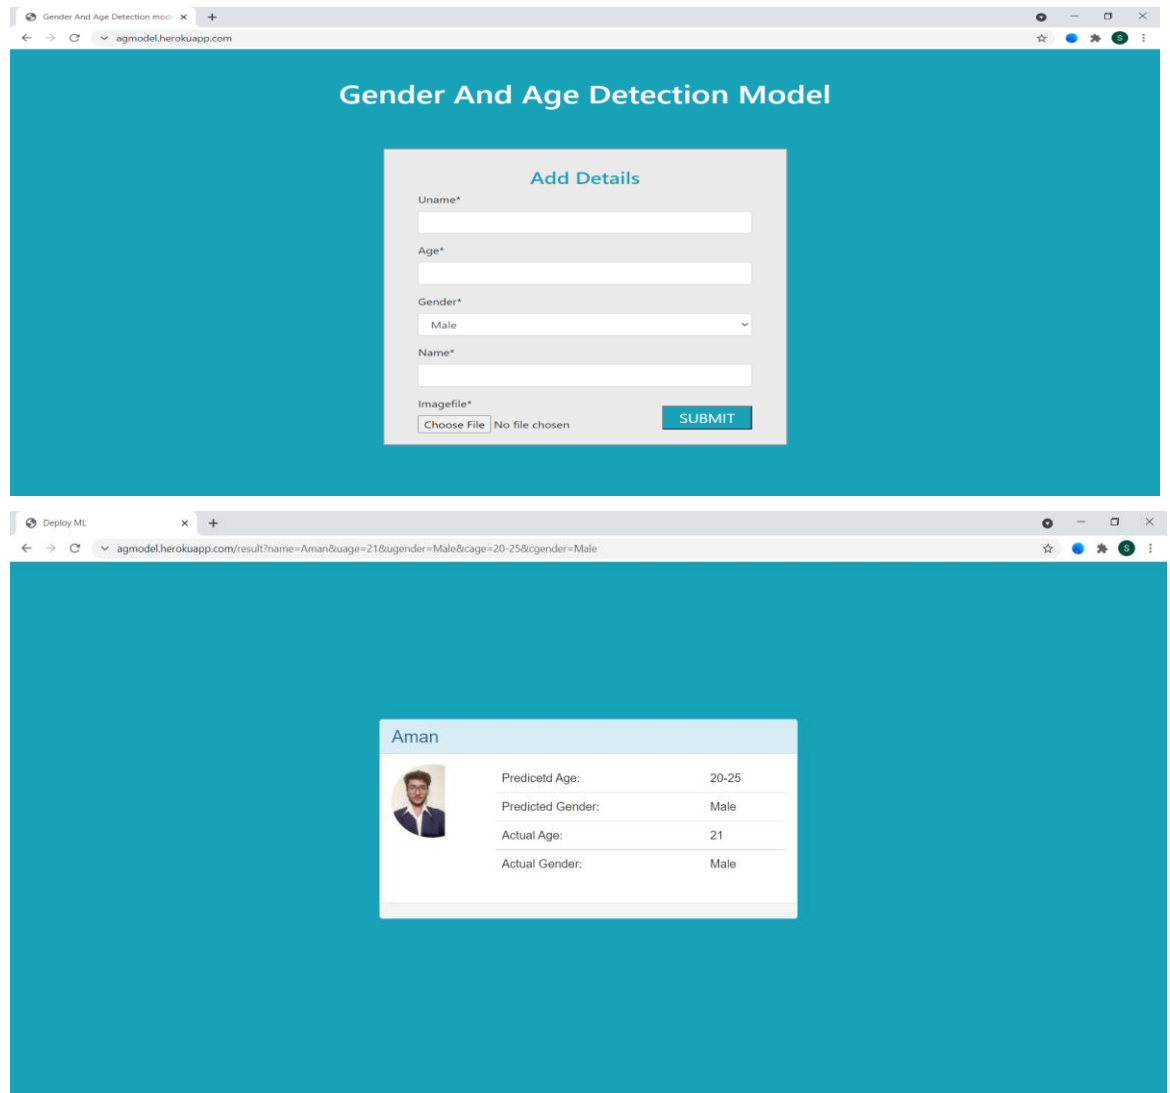 Gender And Age Detection mod
agmodel.herokuapp.com
S
Gender And Age Detection Model
Add Details
Uname*
Age*
Gender*
Male
Name*
Imagefile*
Choose File No file chosen
SUBMIT
Deploy ML
agmodel.herokuapp.com/result?name=Aman&uage=21&ugender=Male&cage=20-25&cgender=Male
S
Aman
Predicetd Age: 20-25
Predicted Gender: Male
Actual Age: 21
Actual Gender: Male